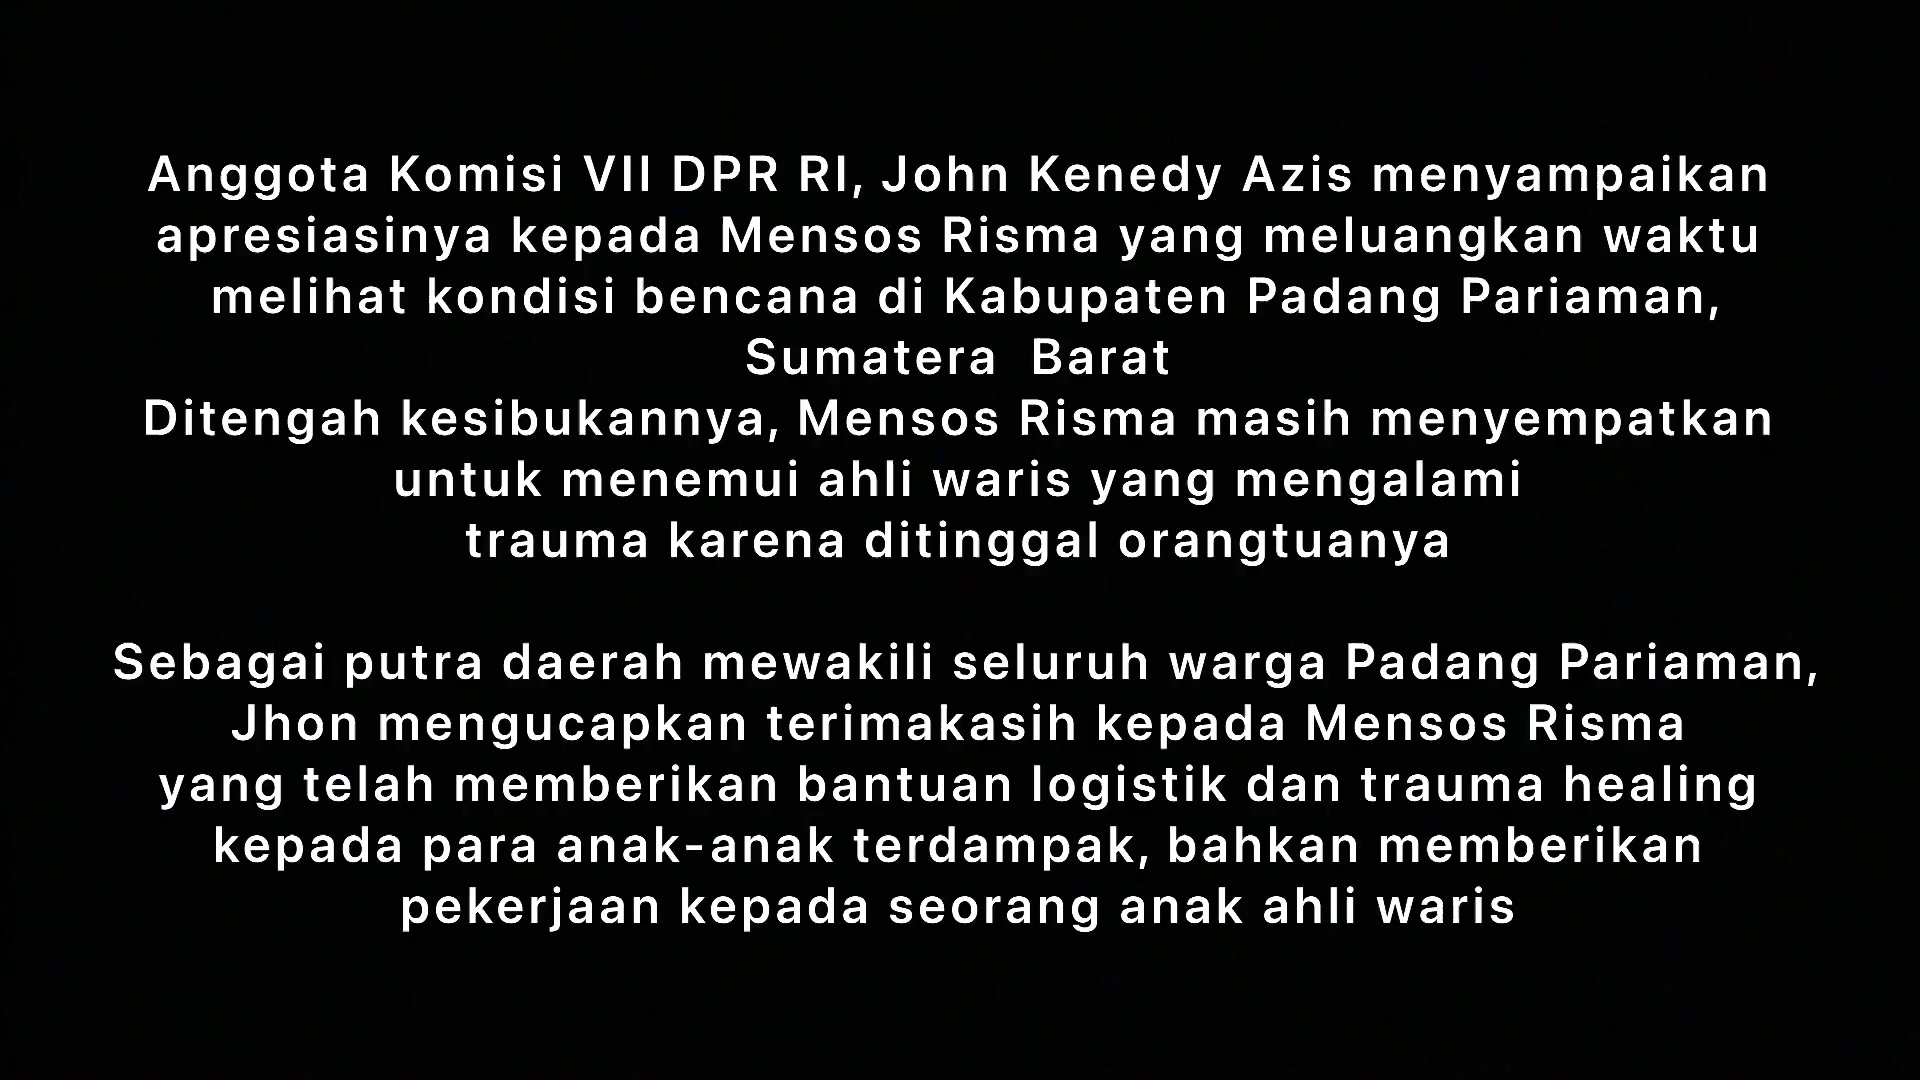 Anggota Komisi VII DPR RI, John Kenedy Azis menyampaikan
apresiasinya kepada Mensos Risma yang meluangkan waktu
melihat kondisi bencana di Kabupaten Padang Pariaman,
Sumatera  Barat
Ditengah kesibukannya, Mensos Risma masih menyempatkan
untuk menemui ahli waris yang mengalami
trauma karena ditinggal orangtuanya

Sebagai putra daerah mewakili seluruh warga Padang Pariaman,
Jhon mengucapkan terimakasih kepada Mensos Risma
yang telah memberikan bantuan logistik dan trauma healing
kepada para anak-anak terdampak, bahkan memberikan
pekerjaan kepada seorang anak ahli waris